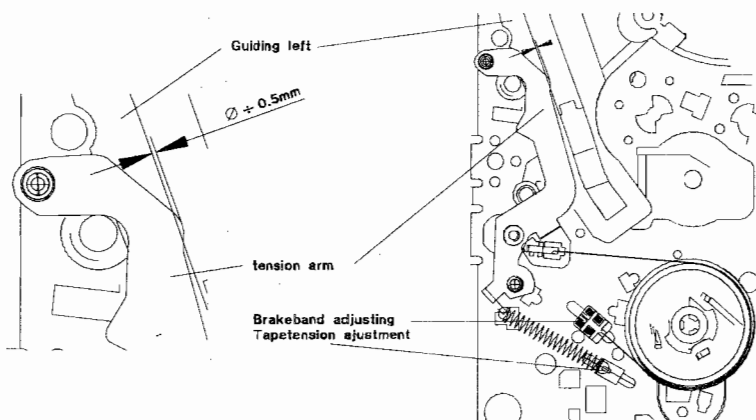 Guiding left
Ø ÷ 0.5mm
tension arm
Brakeband adjusting
Tapetension ajustment